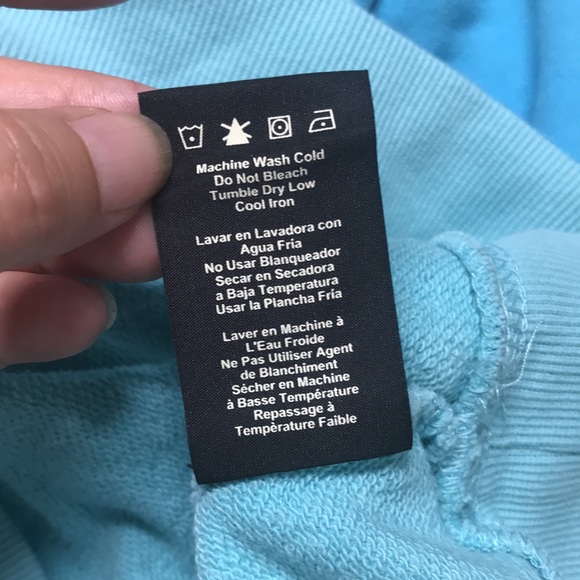 Machine Wash Cold
Do Not Bleach
Tumble Dry Low
Cool Iron
Lavar en Lavadora con
Agua Fria
No Usar Blanqueador
Secar en Secadora
a Baja Temperatura
Usar la Plancha Fría
Laver en Machine à
L'Eau Froide
Ne Pas Utiliser Agent
de Blanchiment
Sécher en Machine
à Basse Température
Repassage à
Tempèrature Faible